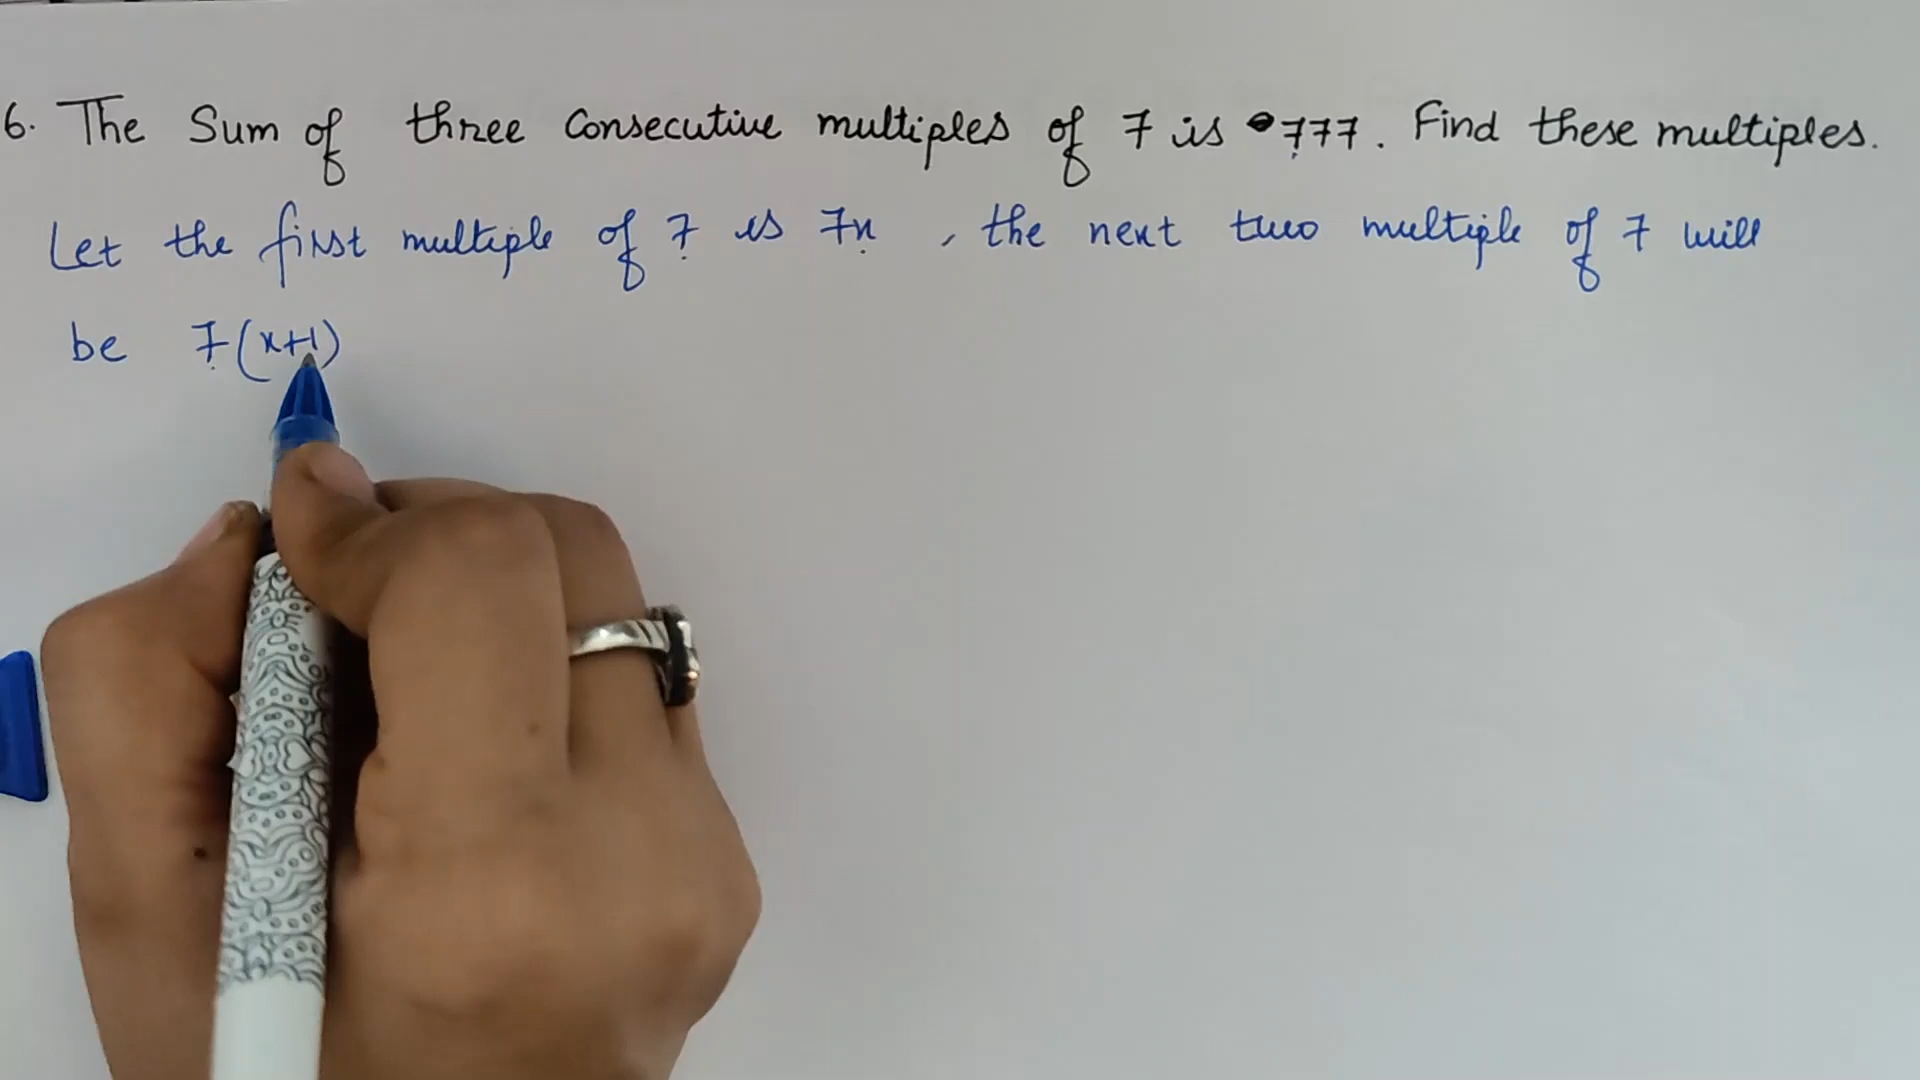 6. The Sum of three Consecutive multiples of 7 is 777. Find these multiples.
Let the first multiple of 7 is 7x, the next two multiple of 7 will
be 7(x+1)